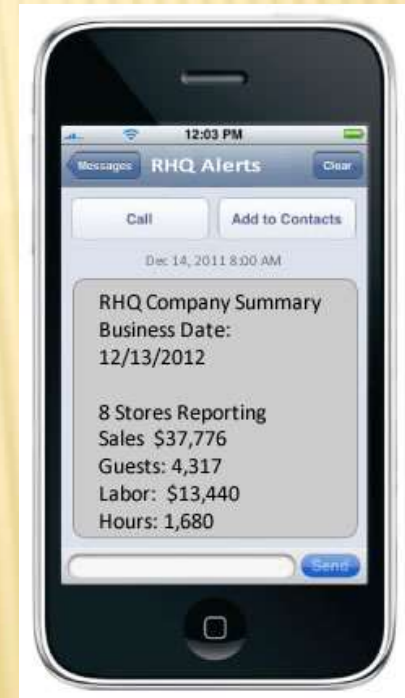 12:03 PM
Messages RHQ Alerts Clear
Call Add to Contacts
Dec 14, 2011 8:00 AM
RHQ Company Summary
Business Date:
12/13/2012
8 Stores Reporting
Sales $37,776
Guests: 4,317
Labor: $13,440
Hours: 1,680
Send